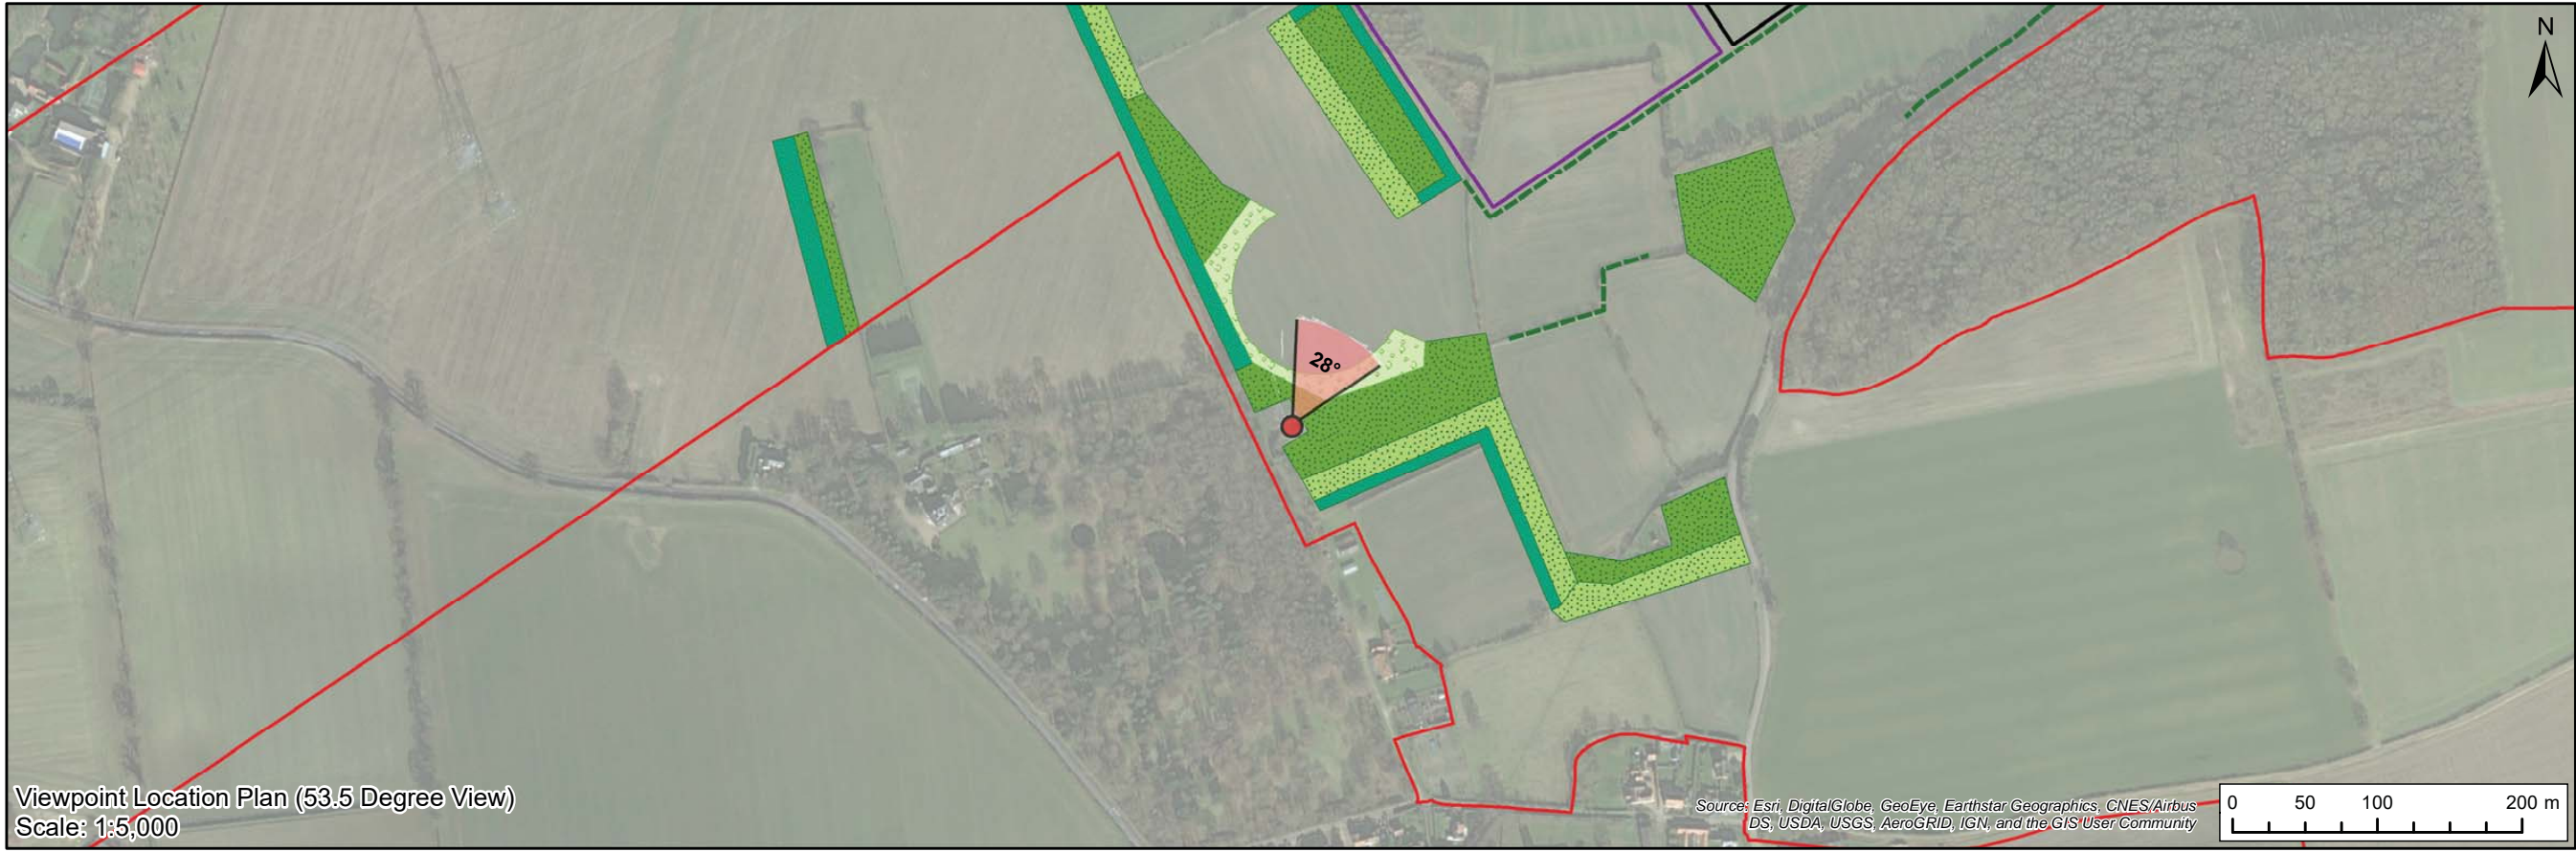 N
28°
Viewpoint Location Plan (53.5 Degree View)
Scale: 1:5,000
Source: Esri, DigitalGlobe, GeoEye, Earthstar Geographics, CNES/Airbus
DS, USDA, USGS, AeroGRID, IGN, and the GIS User Community
0 50 100 200 m